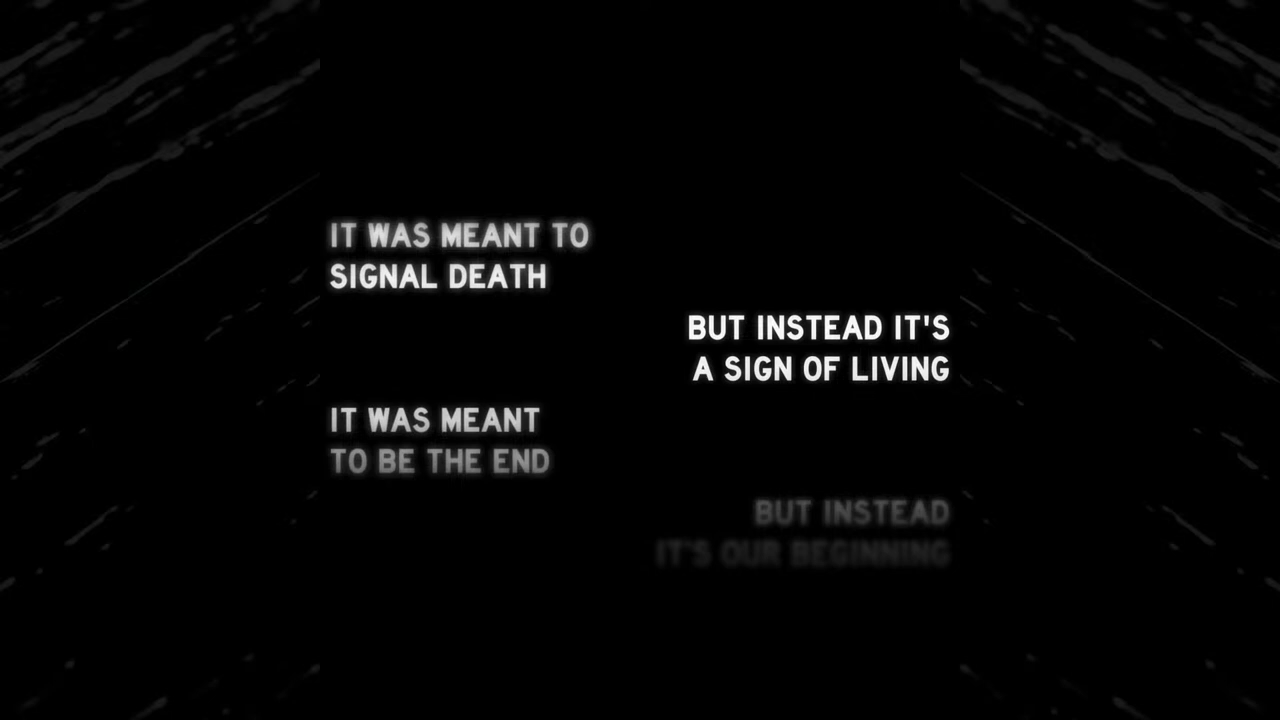 IT WAS MEANT TO
SIGNAL DEATH
BUT INSTEAD IT'S
A SIGN OF LIVING
IT WAS MEANT
TO BE THE END
BUT INSTEAD
IT'S OUR BEGINNING